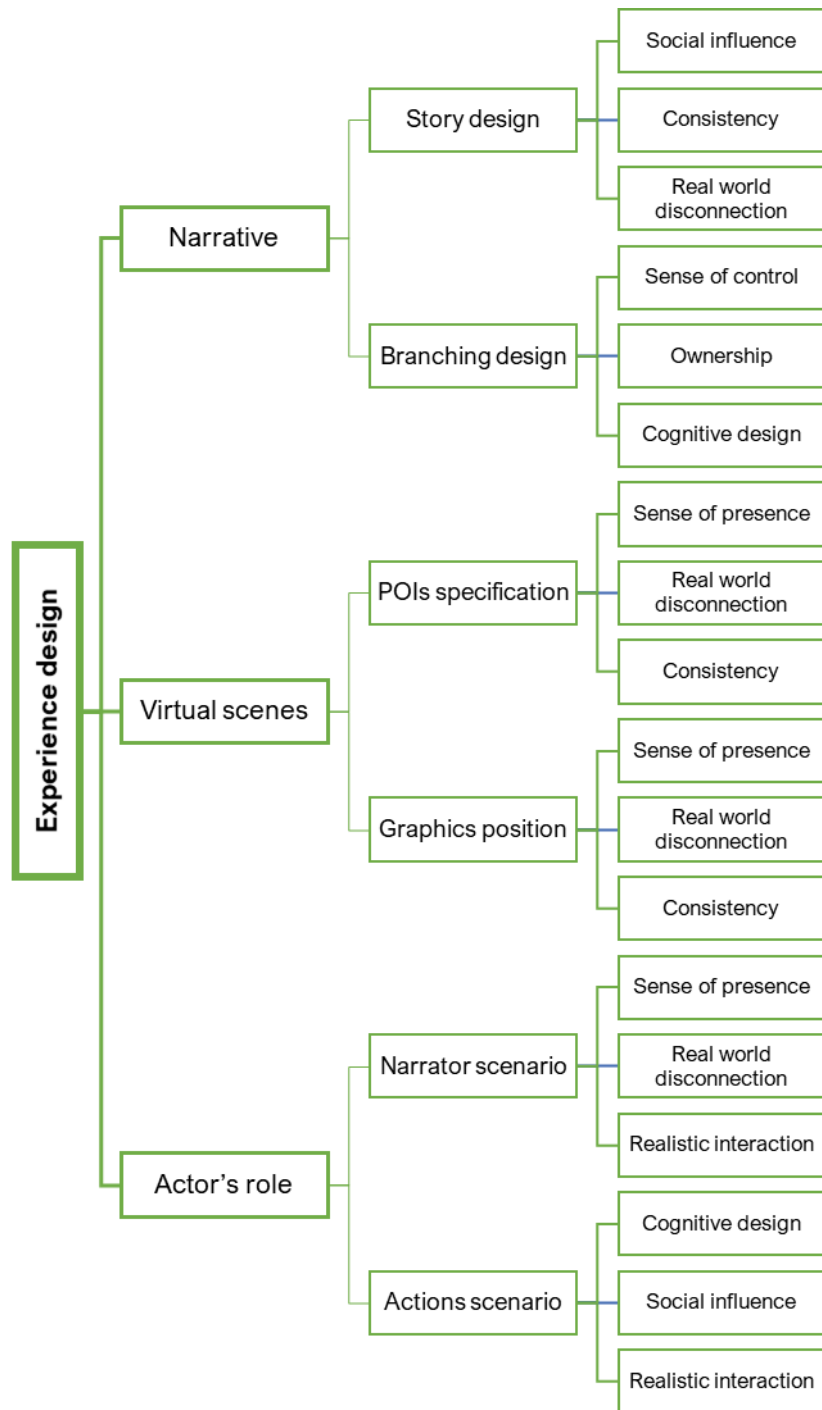 Experience design
Narrative
Story design
Social influence
Consistency
Real world
disconnection
Branching design
Sense of control
Ownership
Cognitive design
Virtual scenes
POIs specification
Sense of presence
Real world
disconnection
Consistency
Graphics position
Sense of presence
Real world
disconnection
Consistency
Actor’s role
Narrator scenario
Sense of presence
Real world
disconnection
Realistic interaction
Actions scenario
Cognitive design
Social influence
Realistic interaction